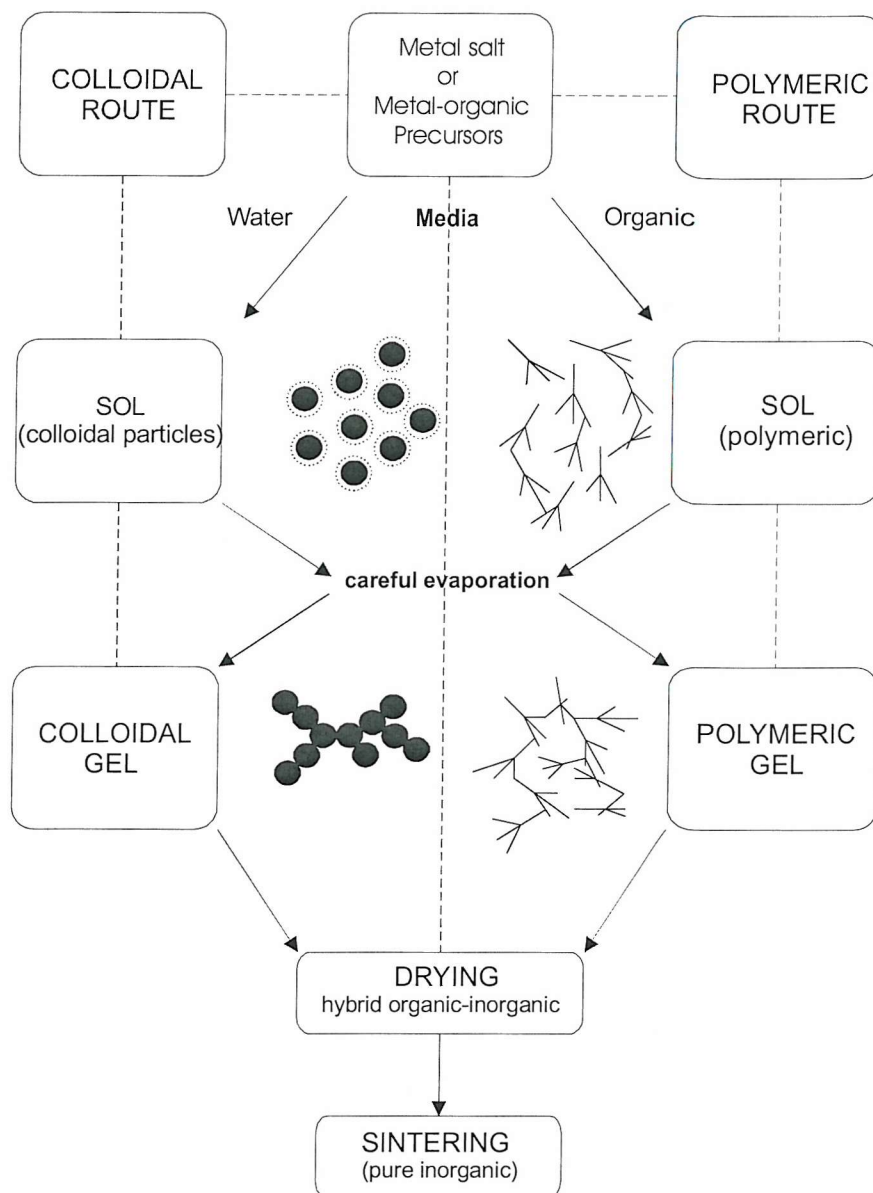 COLLOIDAL
ROUTE
Metal salt
or
Metal-organic
Precursors
POLYMERIC
ROUTE
Water
Media
Organic
SOL
(colloidal particles)
SOL
(polymeric)
careful evaporation
COLLOIDAL
GEL
POLYMERIC
GEL
DRYING
hybrid organic-inorganic
SINTERING
(pure inorganic)